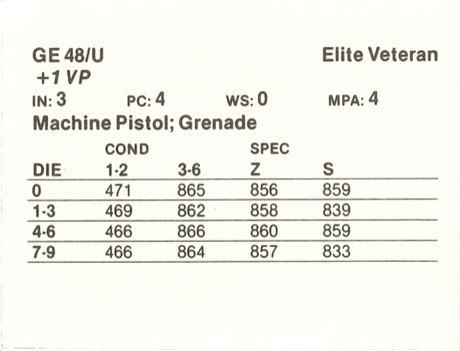 GE 48/U Elite Veteran
+1 VP
IN: 3 PC: 4 WS: 0 MPA: 4
Machine Pistol; Grenade
COND SPEC
DIE 1-2 3-6 Z S
0 471 865 856 859
1-3 469 862 858 839
4-6 466 866 860 859
7-9 466 864 857 833